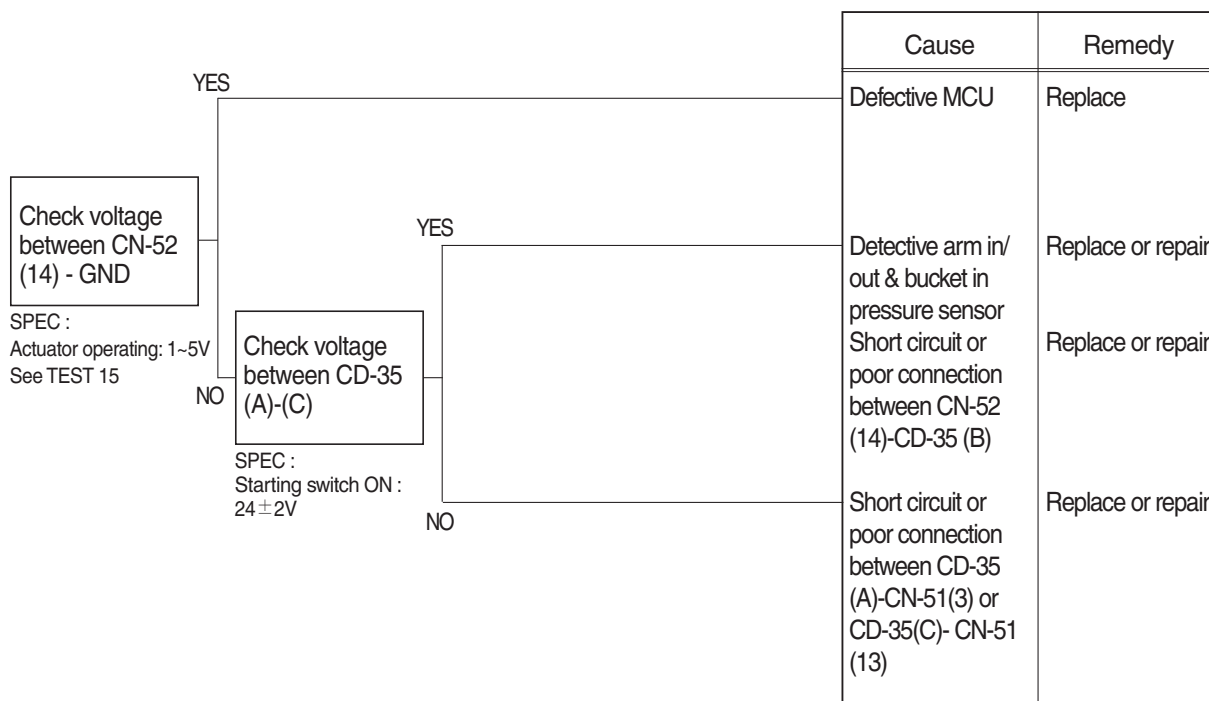 Cause
Remedy
YES
Defective MCU
Replace
Check voltage
between CN-52
(14) - GND
SPEC :
Actuator operating: 1~5V
See TEST 15
YES
Detective arm in/
out & bucket in
pressure sensor
Replace or repair
NO
Check voltage
between CD-35
(A)-(C)
SPEC :
Starting switch ON :
24±2V
Short circuit or
poor connection
between CN-52
(14)-CD-35 (B)
Replace or repair
NO
Short circuit or
poor connection
between CD-35
(A)-CN-51(3) or
CD-35(C)- CN-51
(13)
Replace or repair